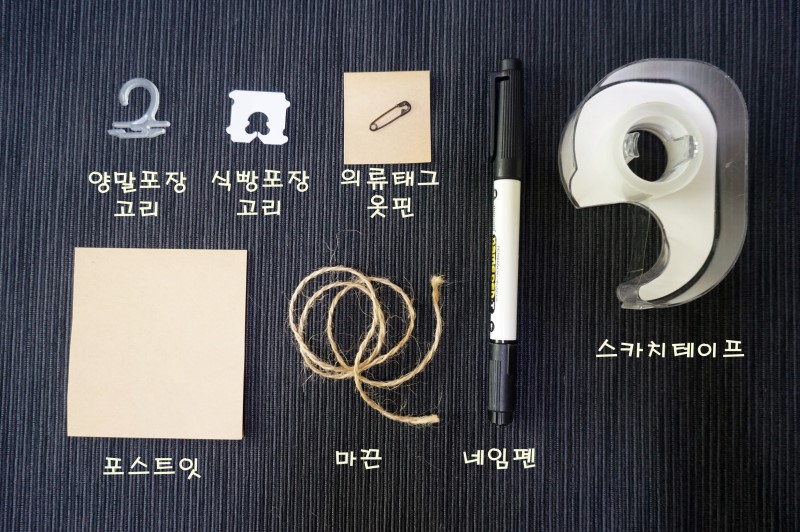 양말포장
고리
식빵포장
고리
의류태그
옷핀
스카치테이프
포스트잇
마끈
네임펜